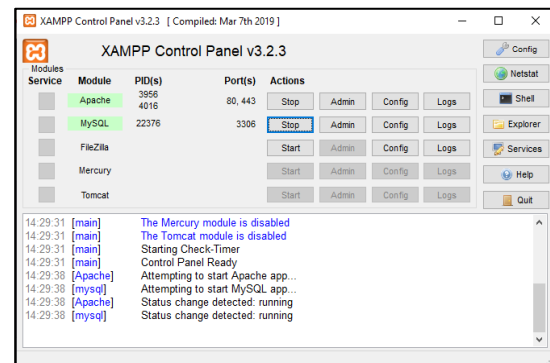 XAMPP Control Panel v3.2.3 [ Compiled: Mar 7th 2019 ]
XAMPP Control Panel v3.2.3
Config
Modules
Service Module PID(s) Port(s) Actions
Netstat
Apache 3956 4016 80, 443 Stop Admin Config Logs
Shell
MySQL 22376 3306 Stop Admin Config Logs
Explorer
FileZilla Start Admin Config Logs
Services
Mercury Start Admin Config Logs
Help
Tomcat Start Admin Config Logs
Quit
14:29:31 [main] The Mercury module is disabled
14:29:31 [main] The Tomcat module is disabled
14:29:31 [main] Starting Check-Timer
14:29:31 [main] Control Panel Ready
14:29:38 [Apache] Attempting to start Apache app...
14:29:38 [mysql] Attempting to start MySQL app...
14:29:38 [Apache] Status change detected: running
14:29:38 [mysql] Status change detected: running